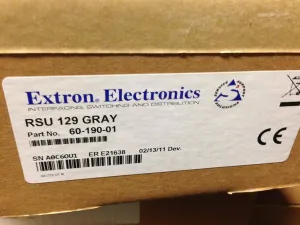 Extron® Electronics
INTERFACING, SWITCHING AND DISTRIBUTION
RSU 129 GRAY
Part No. 60-190-01
SN A0C60U1 ER E21638 02/13/11 Dev.
CE